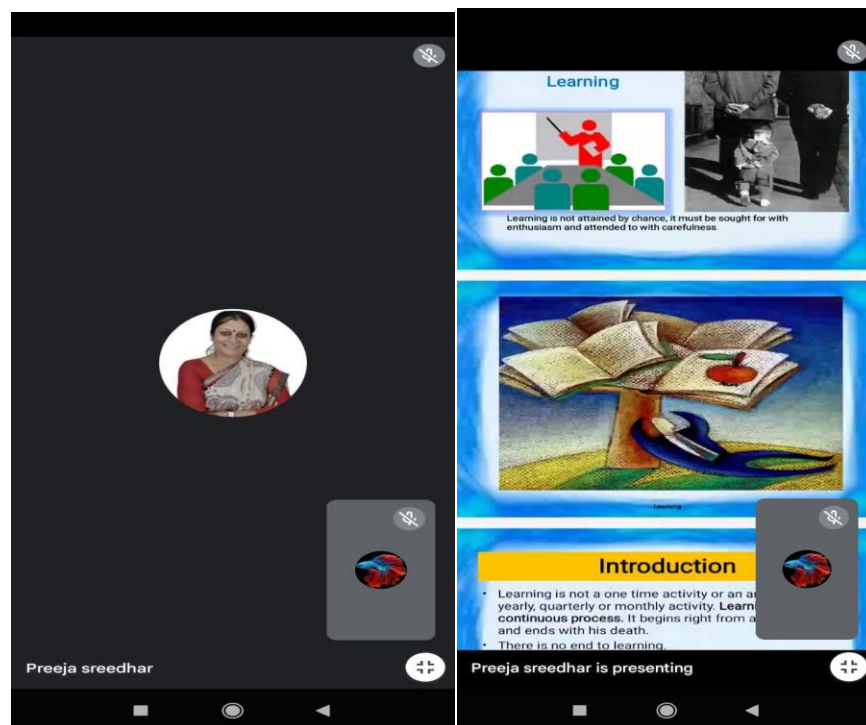 Preeja sreedhar
Learning
Learning is not attained by chance, it must be sought for with
enthusiasm and attended to with carefulness.
Learning
Introduction
• Learning is not a one time activity or an
yearly, quarterly or monthly activity. Learn
continuous process. It begins right from
and ends with his death.
• There is no end to learning.
Preeja sreedhar is presenting